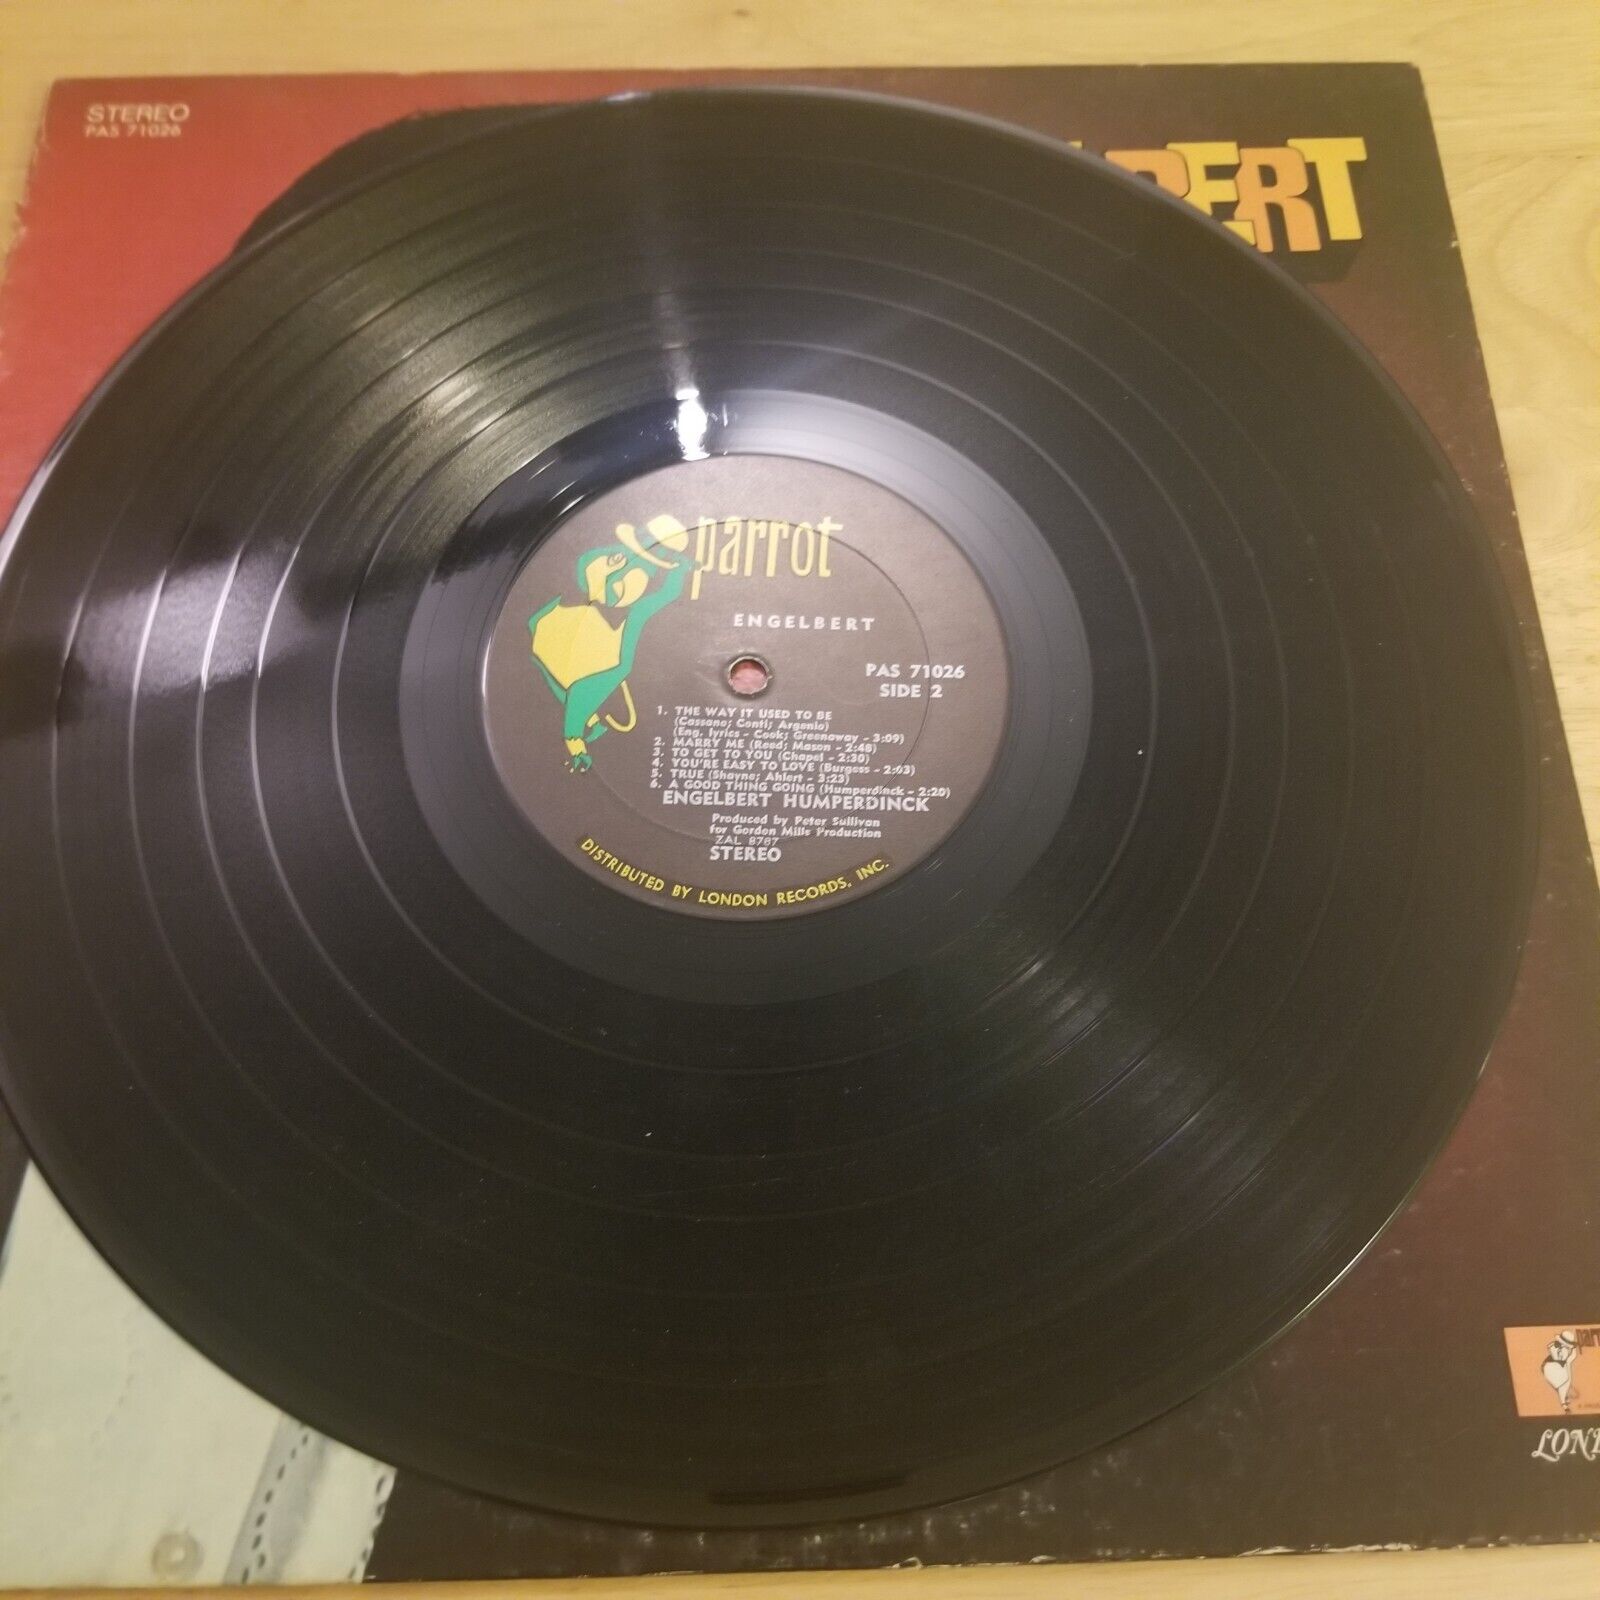 STEREO
PAS 71026
BERT
parrot
ENGELBERT
PAS 71026
SIDE 2
1. THE WAY IT USED TO BE
(Cassano; Conti; Argenio)
(Eng. lyrics - Cook; Greenaway - 3:09)
2. MARRY ME (Reed; Mason - 2:48)
3. TO GET TO YOU (Chapel - 2:30)
4. YOU'RE EASY TO LOVE (Burgess - 2:03)
5. TRUE (Shayne; Ahlert - 3:23)
6. A GOOD THING GOING (Humperdinck - 2:20)
ENGELBERT HUMPERDINCK
Produced by Peter Sullivan
for Gordon Mills Production
ZAL 8787
STEREO
DISTRIBUTED BY LONDON RECORDS, INC.